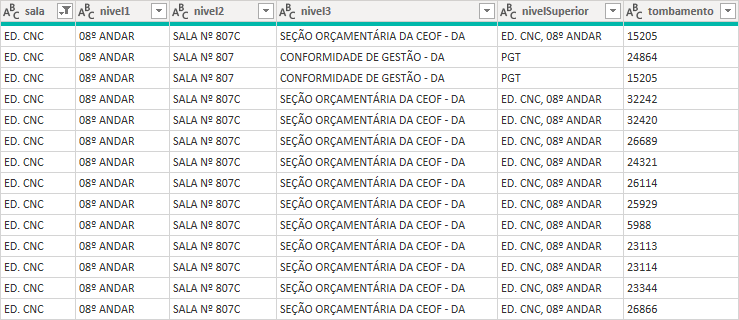 ABC sala ABC nivel1 ABC nivel2 ABC nivel3 ABC nivelSuperior ABC tombamento
ED. CNC 08º ANDAR SALA Nº 807C SEÇÃO ORÇAMENTÁRIA DA CEOF - DA ED. CNC, 08º ANDAR 15205
ED. CNC 08º ANDAR SALA Nº 807 CONFORMIDADE DE GESTÃO - DA PGT 24864
ED. CNC 08º ANDAR SALA Nº 807 CONFORMIDADE DE GESTÃO - DA PGT 15205
ED. CNC 08º ANDAR SALA Nº 807C SEÇÃO ORÇAMENTÁRIA DA CEOF - DA ED. CNC, 08º ANDAR 32242
ED. CNC 08º ANDAR SALA Nº 807C SEÇÃO ORÇAMENTÁRIA DA CEOF - DA ED. CNC, 08º ANDAR 32420
ED. CNC 08º ANDAR SALA Nº 807C SEÇÃO ORÇAMENTÁRIA DA CEOF - DA ED. CNC, 08º ANDAR 26689
ED. CNC 08º ANDAR SALA Nº 807C SEÇÃO ORÇAMENTÁRIA DA CEOF - DA ED. CNC, 08º ANDAR 24321
ED. CNC 08º ANDAR SALA Nº 807C SEÇÃO ORÇAMENTÁRIA DA CEOF - DA ED. CNC, 08º ANDAR 26114
ED. CNC 08º ANDAR SALA Nº 807C SEÇÃO ORÇAMENTÁRIA DA CEOF - DA ED. CNC, 08º ANDAR 25929
ED. CNC 08º ANDAR SALA Nº 807C SEÇÃO ORÇAMENTÁRIA DA CEOF - DA ED. CNC, 08º ANDAR 5988
ED. CNC 08º ANDAR SALA Nº 807C SEÇÃO ORÇAMENTÁRIA DA CEOF - DA ED. CNC, 08º ANDAR 23113
ED. CNC 08º ANDAR SALA Nº 807C SEÇÃO ORÇAMENTÁRIA DA CEOF - DA ED. CNC, 08º ANDAR 23114
ED. CNC 08º ANDAR SALA Nº 807C SEÇÃO ORÇAMENTÁRIA DA CEOF - DA ED. CNC, 08º ANDAR 23344
ED. CNC 08º ANDAR SALA Nº 807C SEÇÃO ORÇAMENTÁRIA DA CEOF - DA ED. CNC, 08º ANDAR 26866